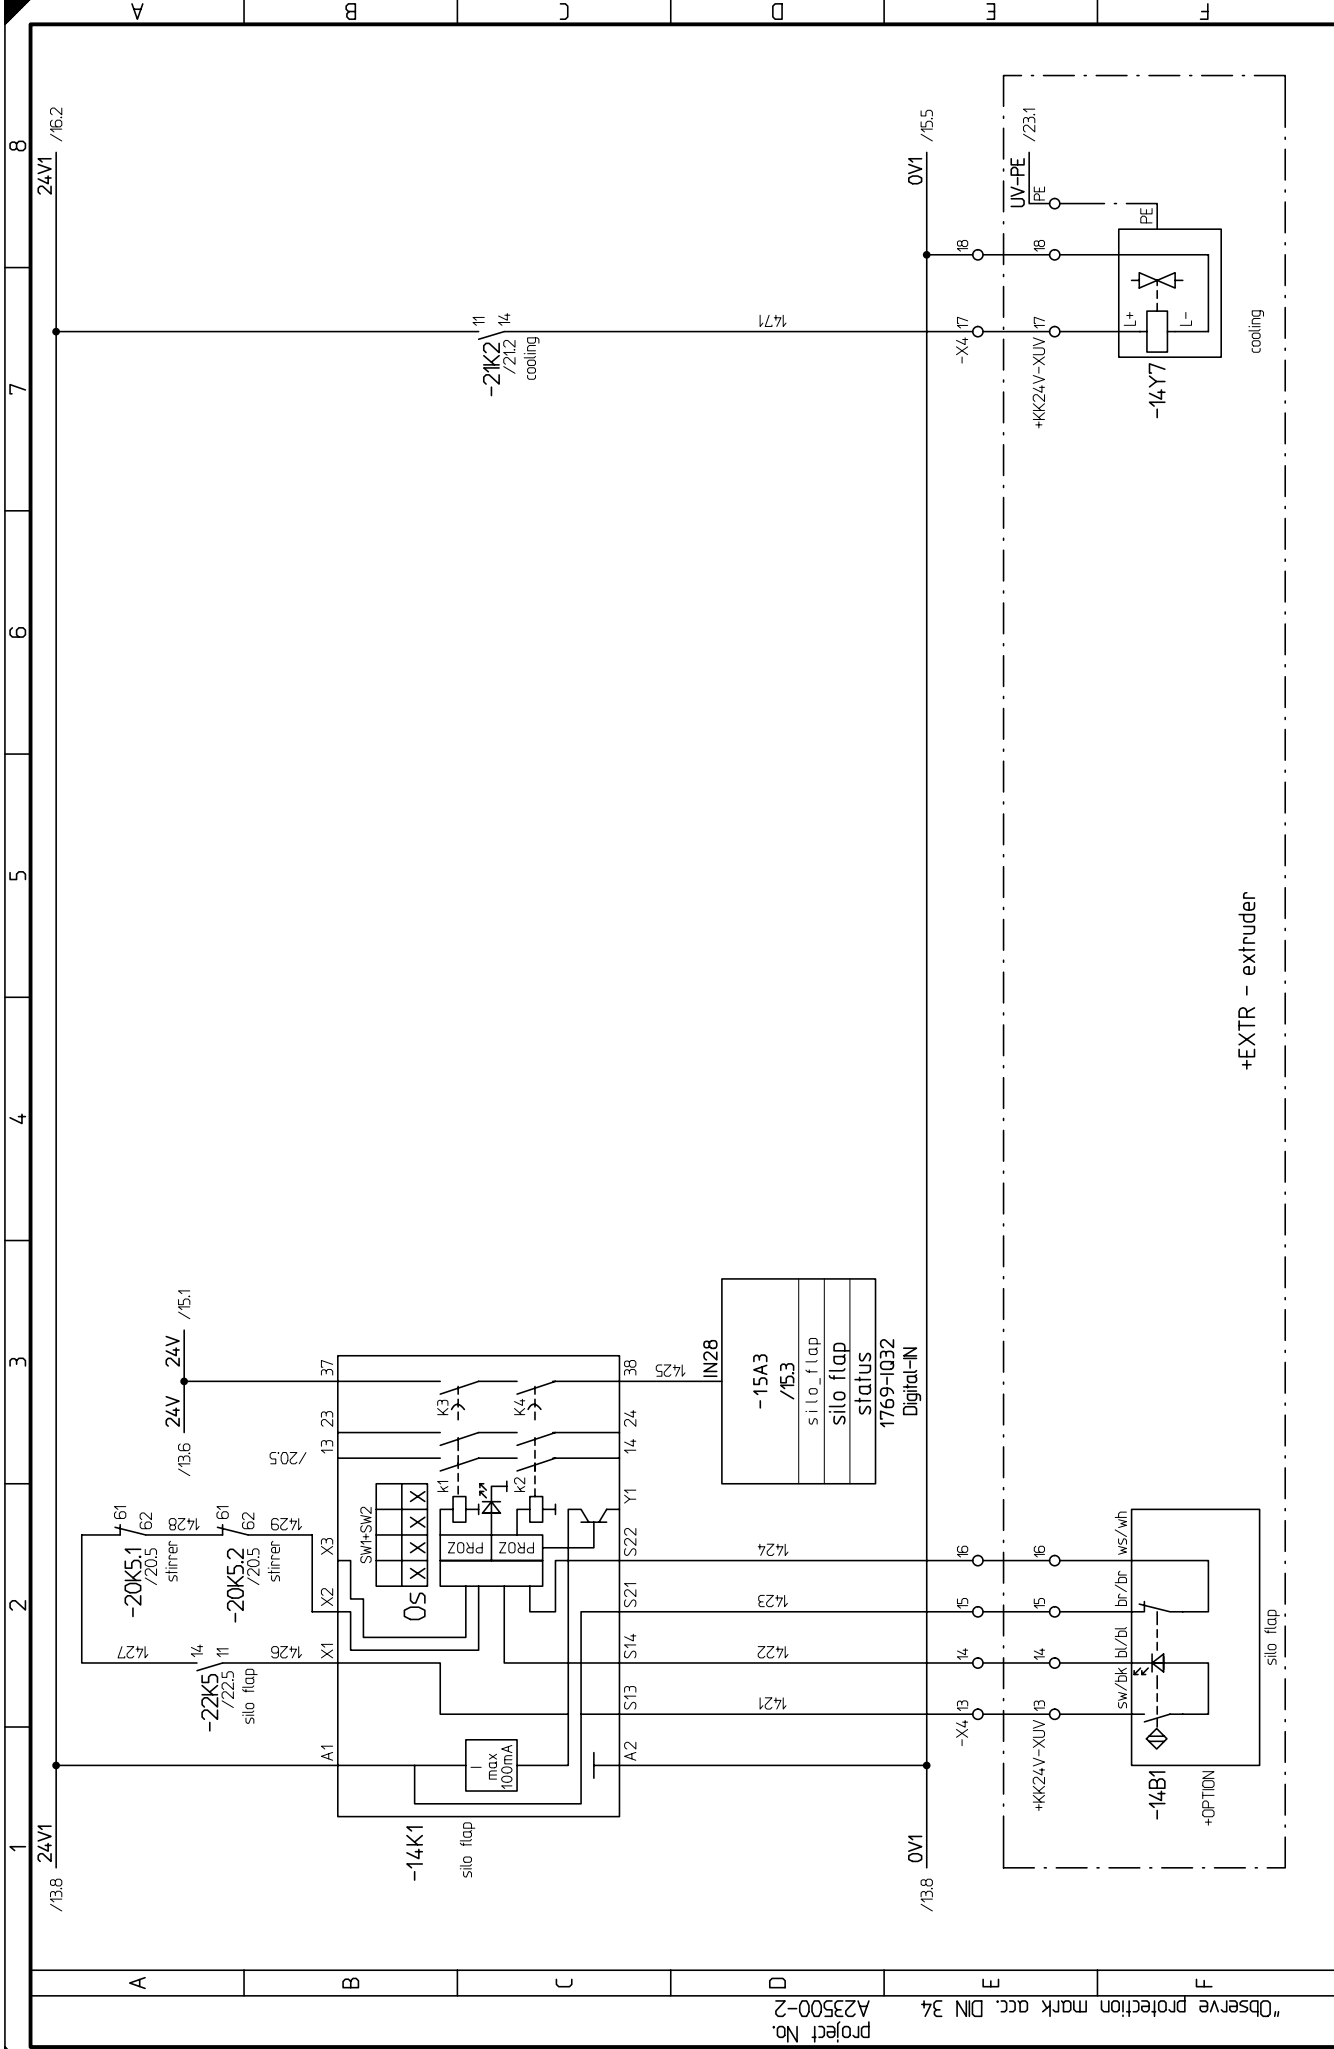 1
2
3
4
5
6
7
8
A
B
C
D
E
F
A
B
C
D
E
F
/13.8
24V1
24V1
/16.2
1427
-20K5.1
/20.5
stirrer
61
62
1428
-20K5.2
/20.5
stirrer
61
62
1429
-22K5
/22.5
silo flap
14
11
1426
/13.6
24V
24V
/15.1
/20.5
-21K2
/21.2
cooling
11
14
1471
-14K1
silo flap
A1
X1
X2
X3
13
23
37
SW1+SW2
0s
X
X
X
X
PROZ
PROZ
k1
k2
K3
K4
I
max
100mA
A2
S13
S14
S21
S22
Y1
14
24
38
1421
1422
1423
1424
1425
IN28
-15A3
/15.3
silo_flap
silo flap
status
1769-IQ32
Digital-IN
/13.8
0V1
0V1
/15.5
-X4
13
14
15
16
-X4
17
18
+KK24V-XUV
13
14
15
16
+KK24V-XUV
17
18
UV-PE
/23.1
PE
PE
-14B1
+OPTION
sw/bk
bl/bl
br/br
ws/wh
silo flap
-14Y7
L+
L-
cooling
+EXTR - extruder
project No.
A23500-2
"Observe protection mark acc. DIN 34